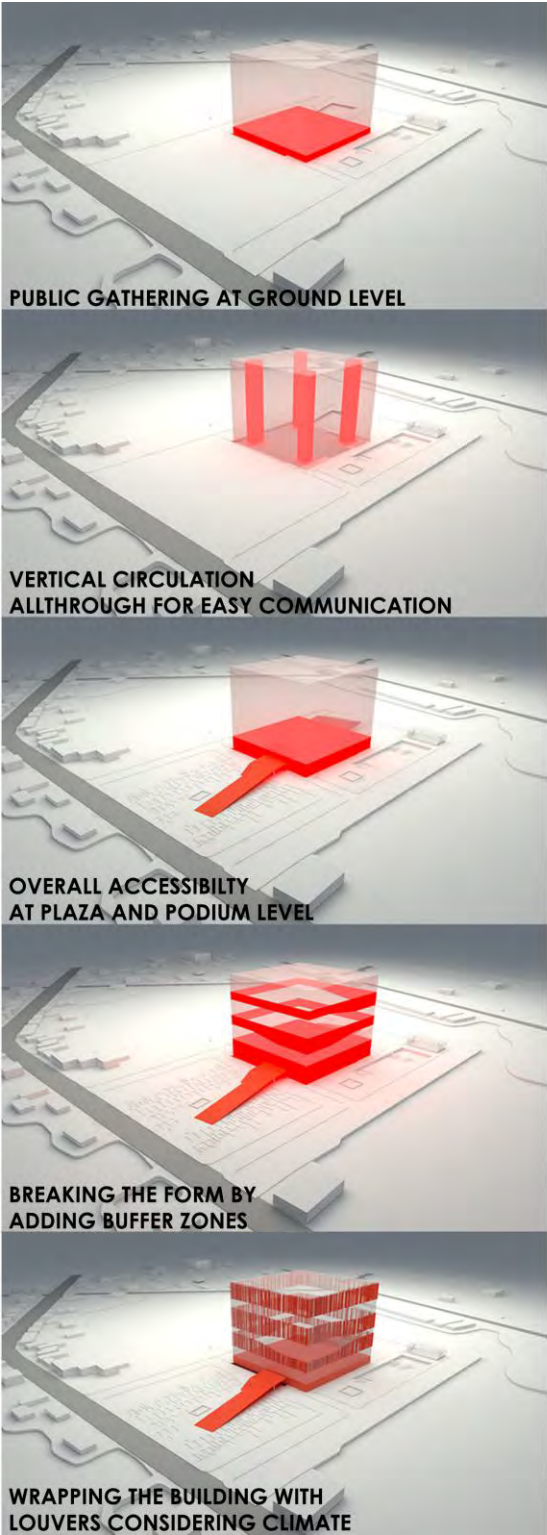 PUBLIC GATHERING AT GROUND LEVEL
VERTICAL CIRCULATION
ALLTHROUGH FOR EASY COMMUNICATION
OVERALL ACCESSIBILTY
AT PLAZA AND PODIUM LEVEL
BREAKING THE FORM BY
ADDING BUFFER ZONES
WRAPPING THE BUILDING WITH
LOUVERS CONSIDERING CLIMATE